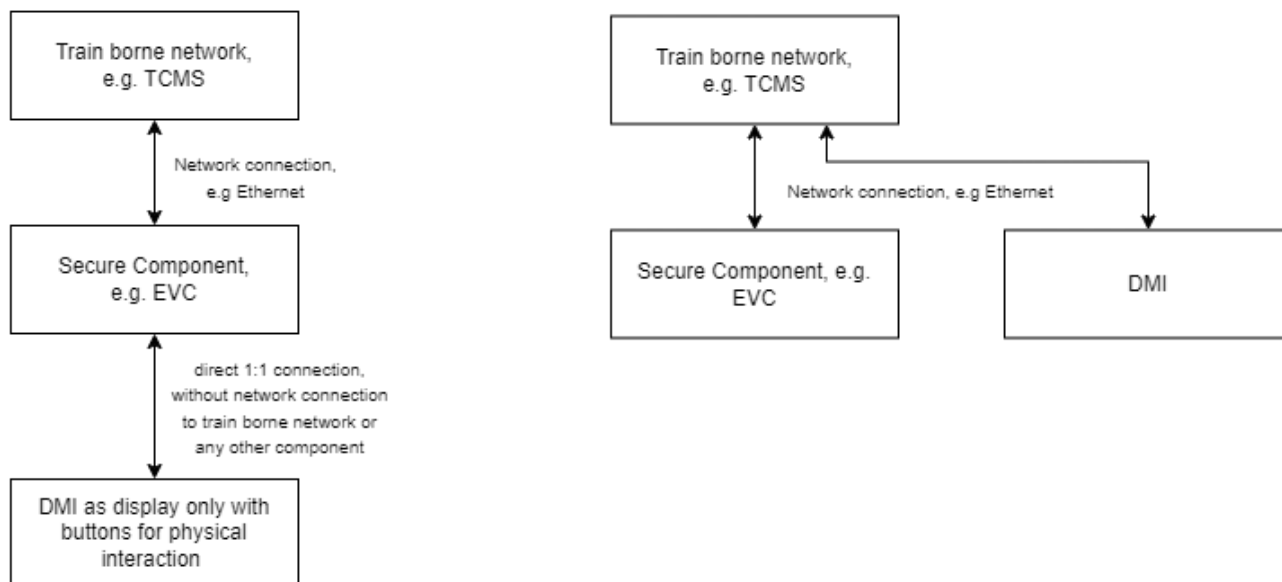 Train borne network,
e.g. TCMS
Network connection,
e.g Ethernet
Secure Component,
e.g. EVC
direct 1:1 connection,
without network connection
to train borne network or
any other component
DMI as display only with
buttons for physical
interaction
Train borne network,
e.g. TCMS
Network connection, e.g Ethernet
Secure Component, e.g.
EVC
DMI